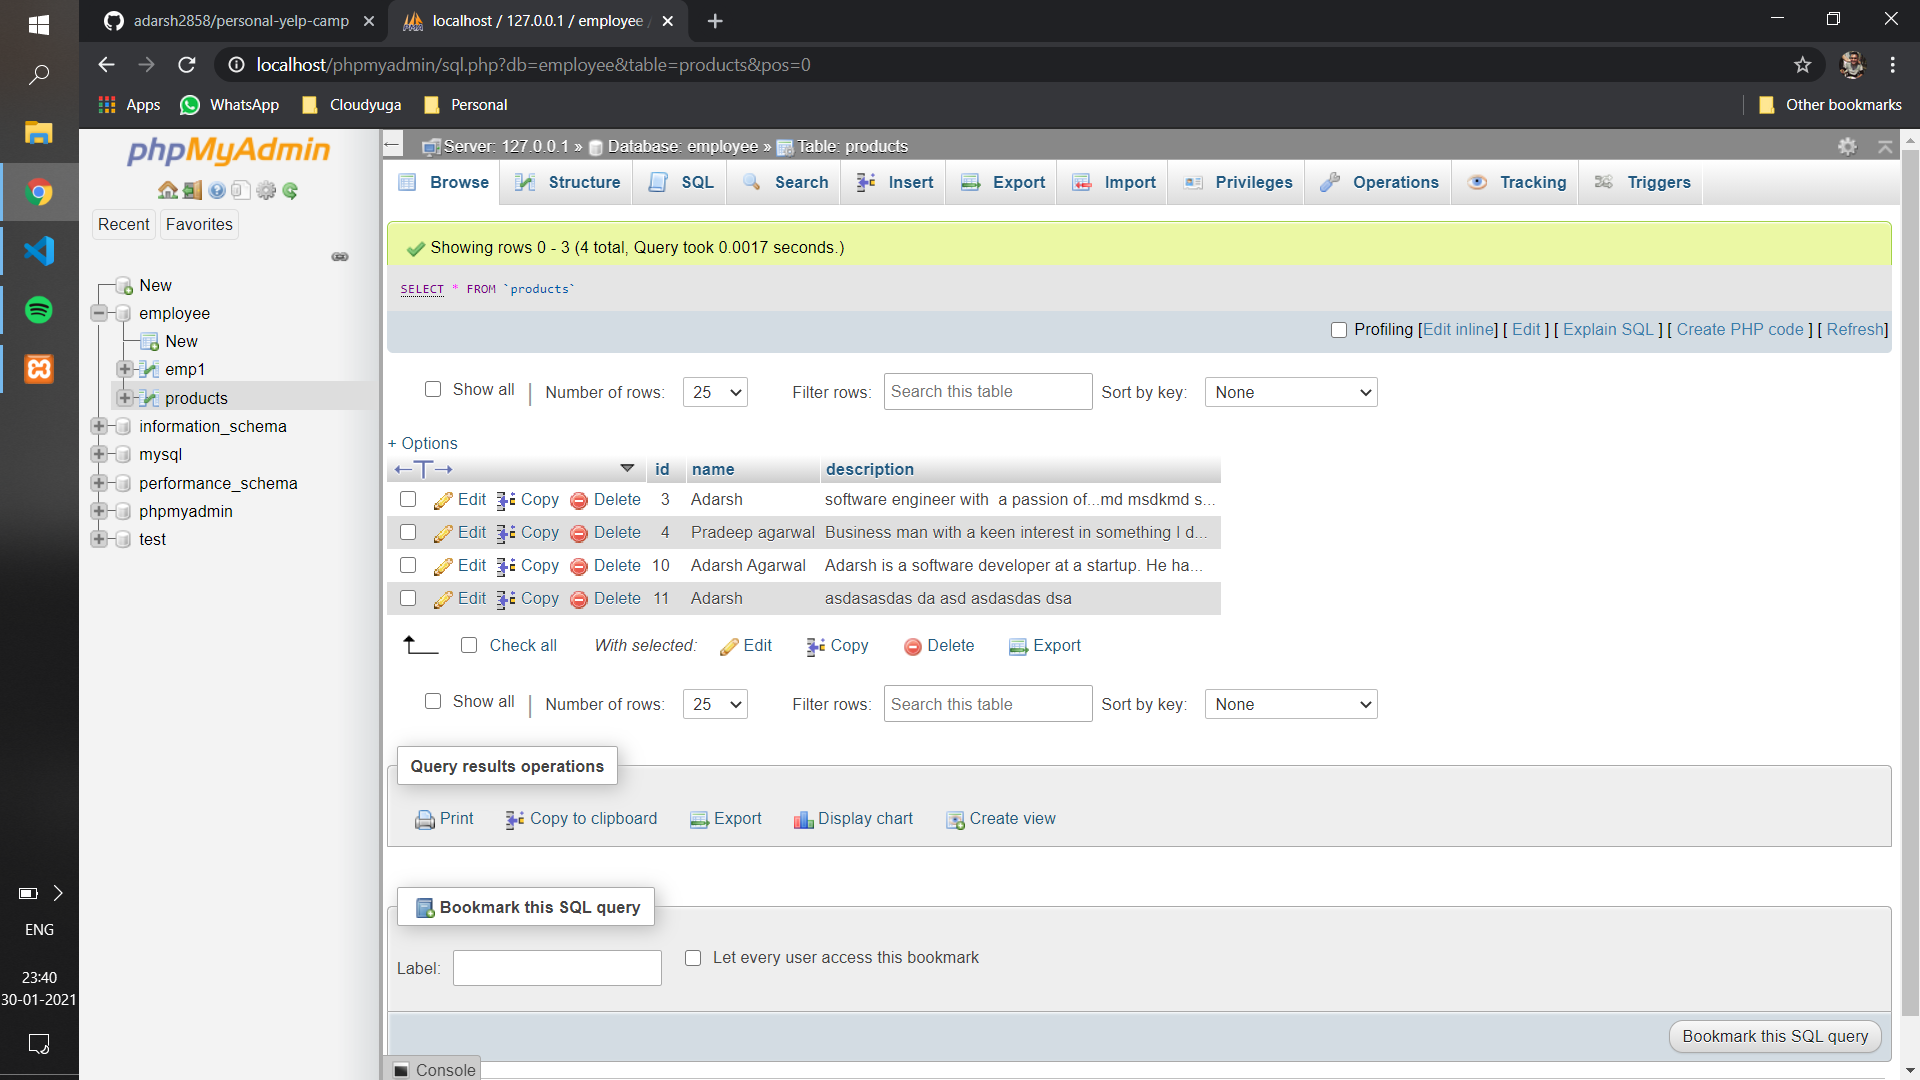 adarsh2858/personal-yelp-camp
localhost / 127.0.0.1 / employee /
localhost/phpmyadmin/sql.php?db=employee&table=products&pos=0
Apps WhatsApp Cloudyuga Personal Other bookmarks
phpMyAdmin
Recent Favorites
New
employee
New
emp1
products
information_schema
mysql
performance_schema
phpmyadmin
test
Server: 127.0.0.1 » Database: employee » Table: products
Browse Structure SQL Search Insert Export Import Privileges Operations Tracking Triggers
Showing rows 0 - 3 (4 total, Query took 0.0017 seconds.)
SELECT * FROM `products`
Profiling [Edit inline] [ Edit ] [ Explain SQL ] [ Create PHP code ] [ Refresh]
Show all | Number of rows: 25 Filter rows: Search this table Sort by key: None
+ Options
←T→ id name description
Edit Copy Delete 3 Adarsh software engineer with  a passion of...md msdkmd s...
Edit Copy Delete 4 Pradeep agarwal Business man with a keen interest in something I d...
Edit Copy Delete 10 Adarsh Agarwal Adarsh is a software developer at a startup. He ha...
Edit Copy Delete 11 Adarsh asdasasdas da asd asdasdas dsa
Check all With selected: Edit Copy Delete Export
Show all | Number of rows: 25 Filter rows: Search this table Sort by key: None
Query results operations
Print Copy to clipboard Export Display chart Create view
Bookmark this SQL query
Label: Let every user access this bookmark
Bookmark this SQL query
Console
ENG
23:40
30-01-2021